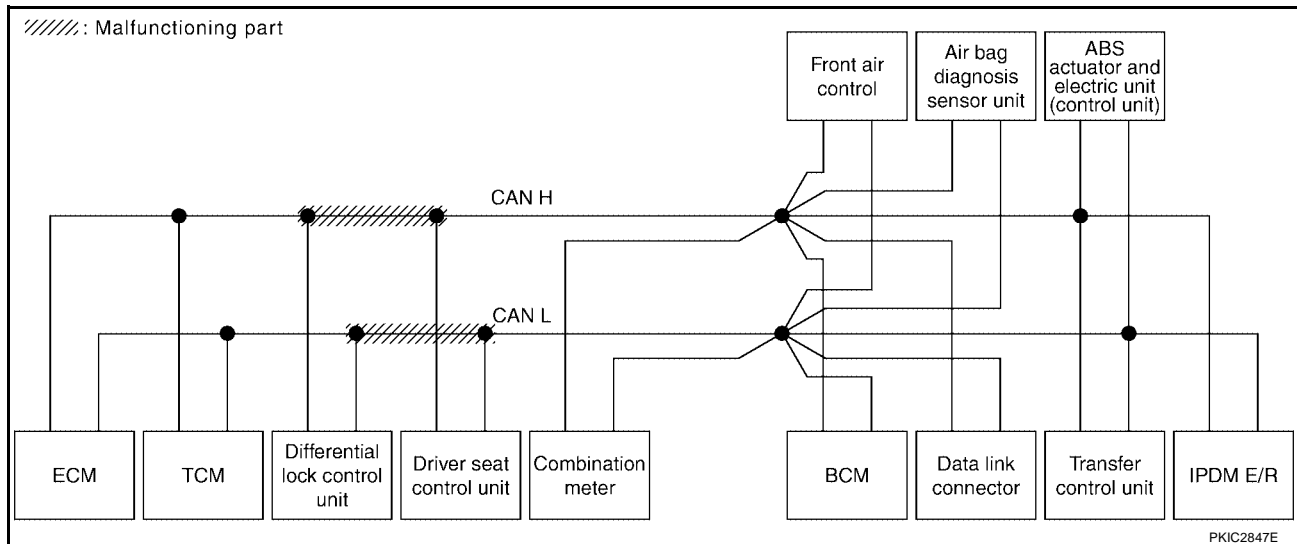 : Malfunctioning part
Front air
control
Air bag
diagnosis
sensor unit
ABS
actuator and
electric unit
(control unit)
CAN H
CAN L
ECM
TCM
Differential
lock control
unit
Driver seat
control unit
Combination
meter
BCM
Data link
connector
Transfer
control unit
IPDM E/R
PKIC2847E